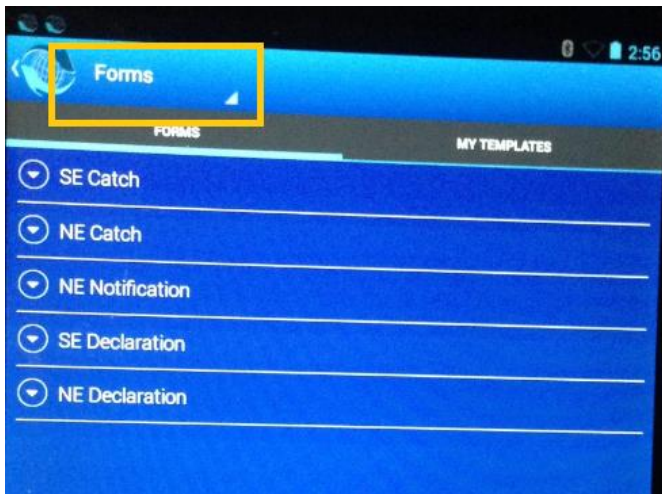 2:56
Forms
FORMS MY TEMPLATES
SE Catch
NE Catch
NE Notification
SE Declaration
NE Declaration